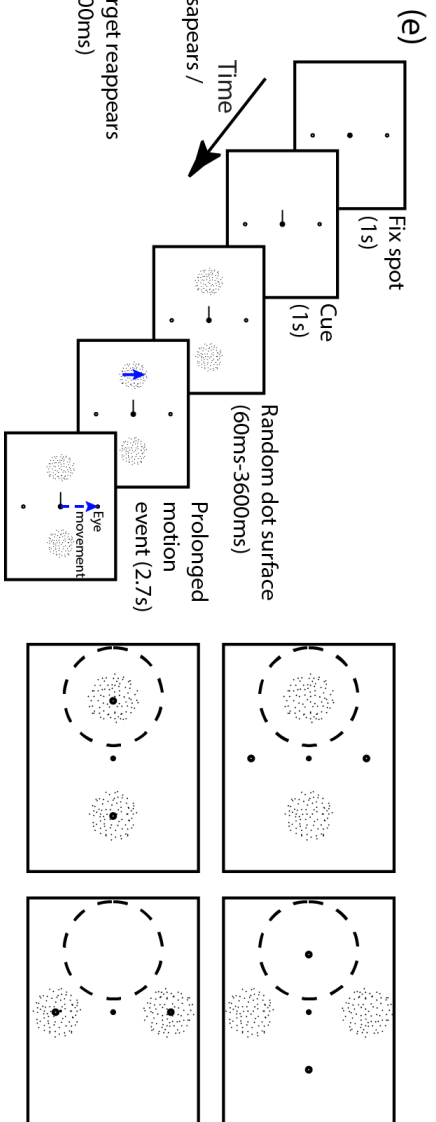 (e)
Fix spot
(1s)
Cue
(1s)
Random dot surface
(60ms-3600ms)
Prolonged
motion
event (2.7s)
Eye
movement
Time
sapears /
rget reappears
00ms)